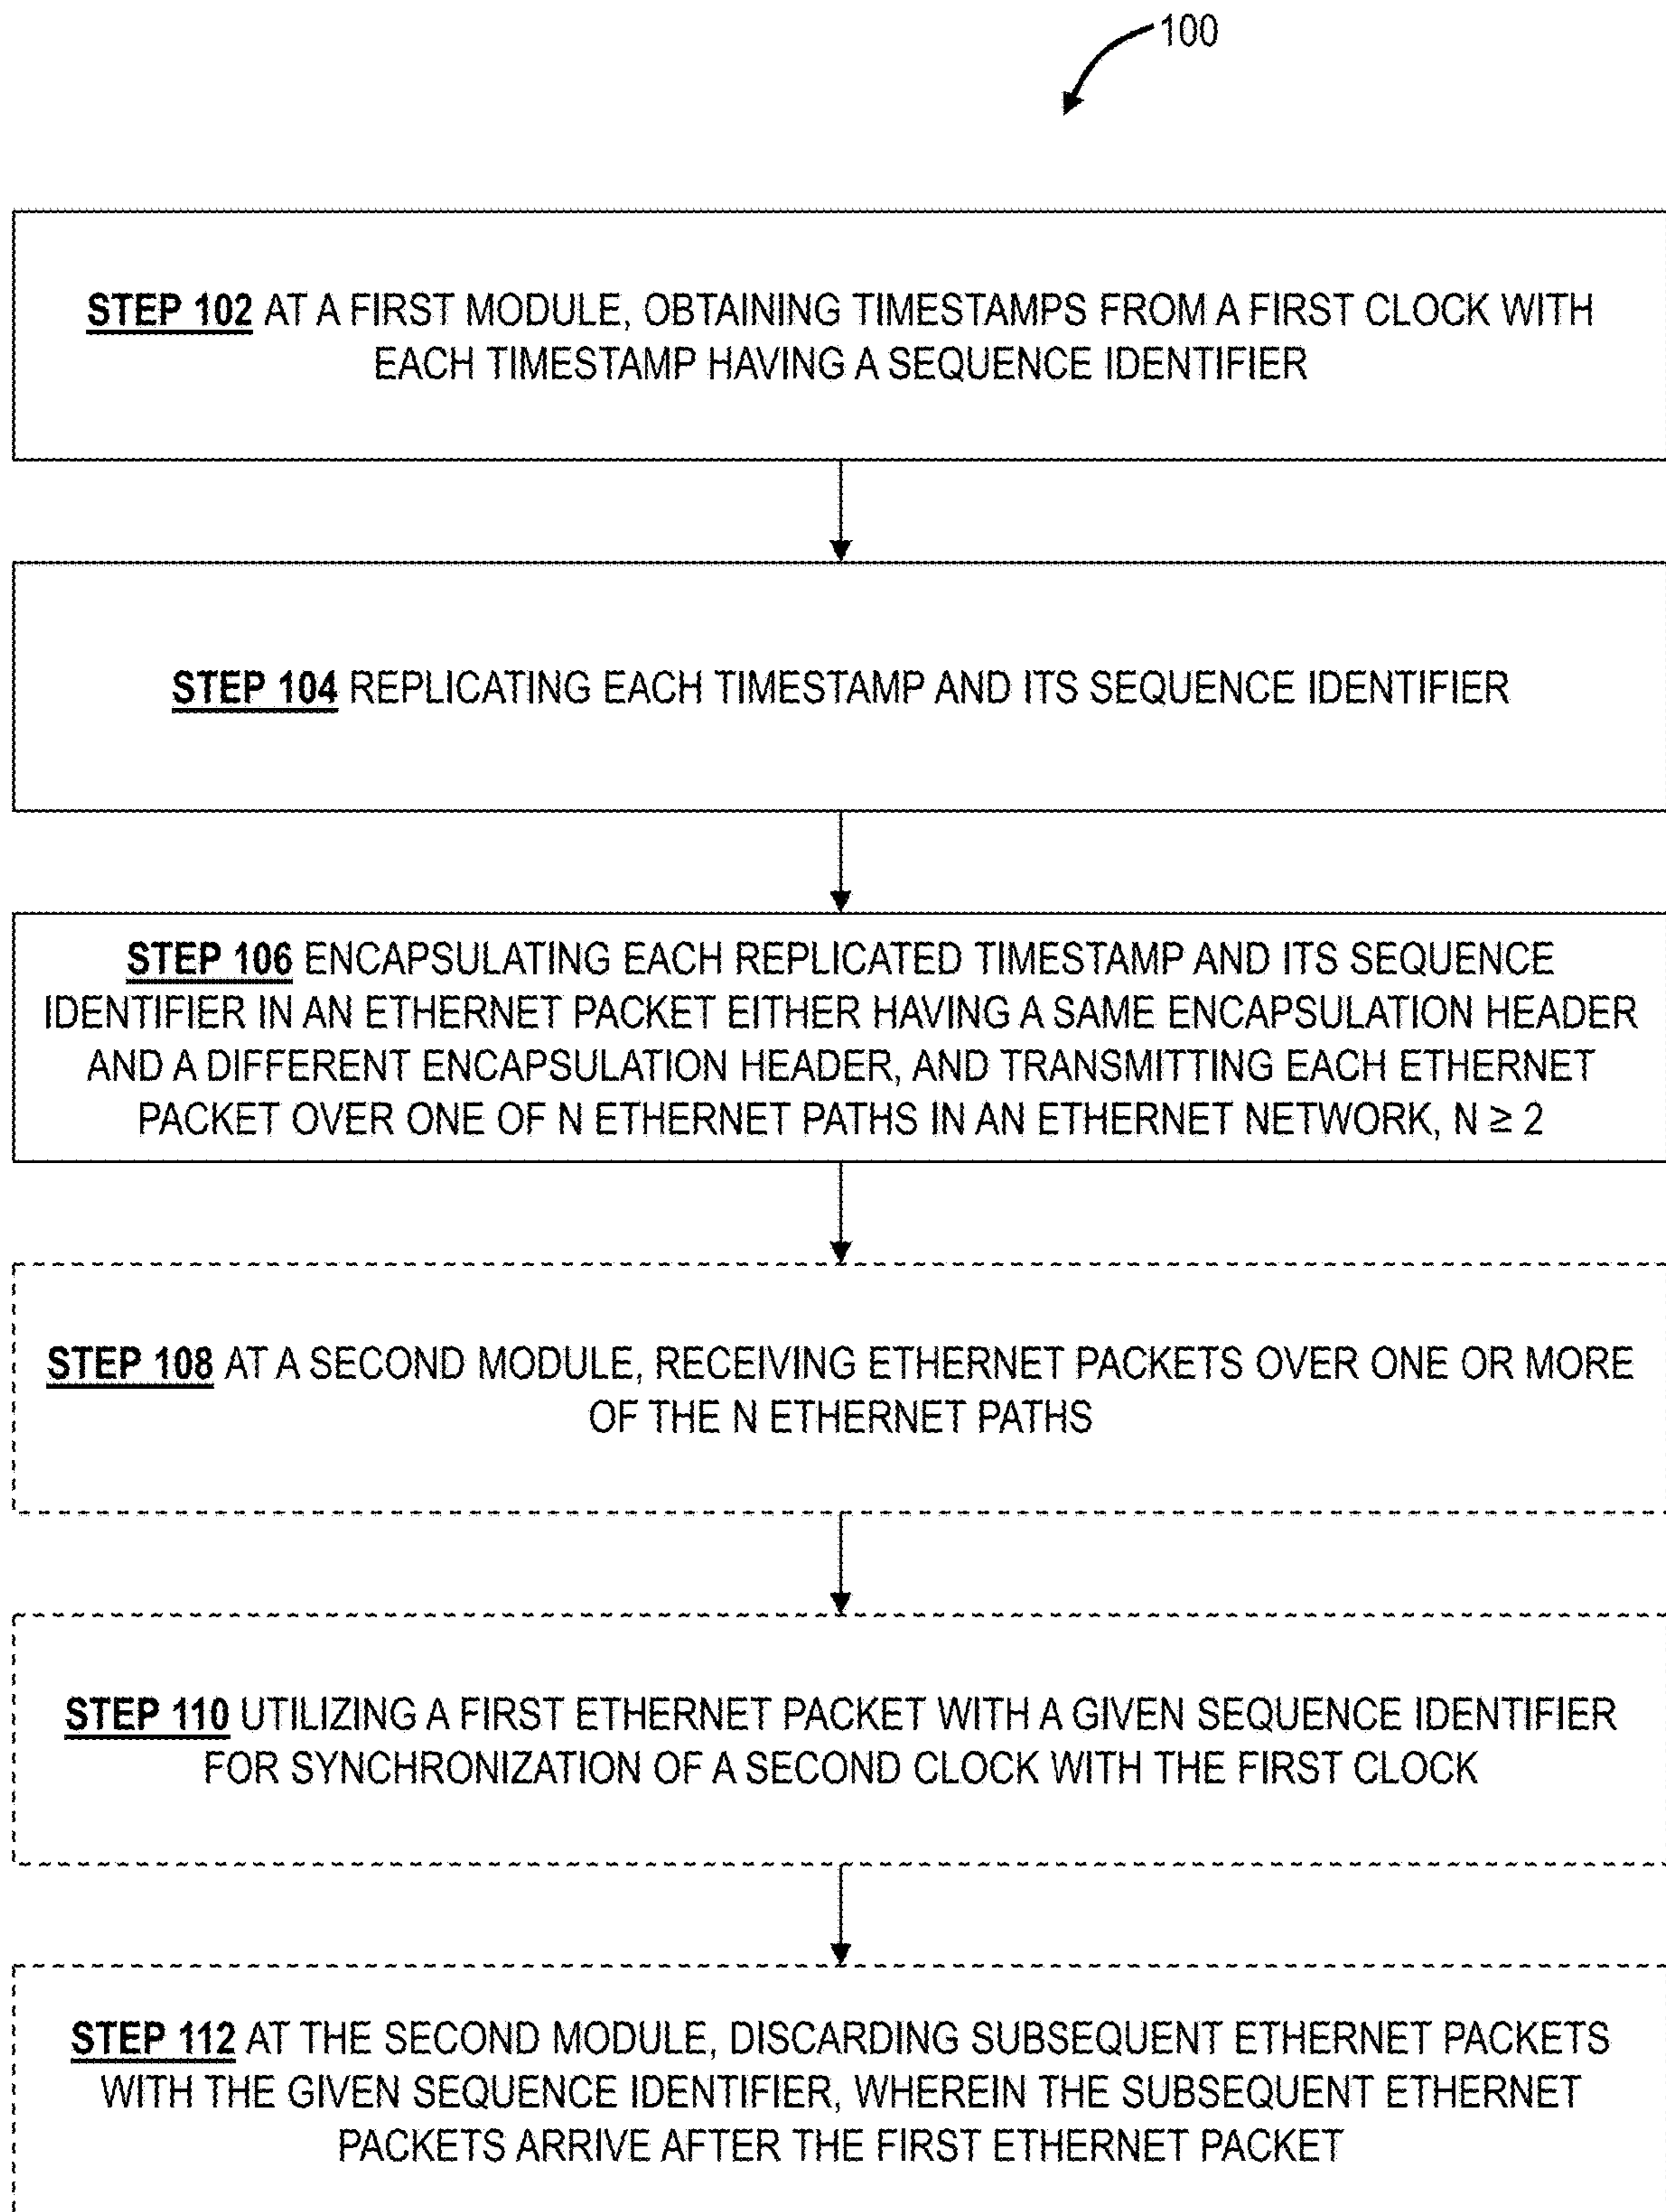 100
STEP 102 AT A FIRST MODULE, OBTAINING TIMESTAMPS FROM A FIRST CLOCK WITH
EACH TIMESTAMP HAVING A SEQUENCE IDENTIFIER
STEP 104 REPLICATING EACH TIMESTAMP AND ITS SEQUENCE IDENTIFIER
STEP 106 ENCAPSULATING EACH REPLICATED TIMESTAMP AND ITS SEQUENCE
IDENTIFIER IN AN ETHERNET PACKET EITHER HAVING A SAME ENCAPSULATION HEADER
AND A DIFFERENT ENCAPSULATION HEADER, AND TRANSMITTING EACH ETHERNET
PACKET OVER ONE OF N ETHERNET PATHS IN AN ETHERNET NETWORK, N ≥ 2
STEP 108 AT A SECOND MODULE, RECEIVING ETHERNET PACKETS OVER ONE OR MORE
OF THE N ETHERNET PATHS
STEP 110 UTILIZING A FIRST ETHERNET PACKET WITH A GIVEN SEQUENCE IDENTIFIER
FOR SYNCHRONIZATION OF A SECOND CLOCK WITH THE FIRST CLOCK
STEP 112 AT THE SECOND MODULE, DISCARDING SUBSEQUENT ETHERNET PACKETS
WITH THE GIVEN SEQUENCE IDENTIFIER, WHEREIN THE SUBSEQUENT ETHERNET
PACKETS ARRIVE AFTER THE FIRST ETHERNET PACKET